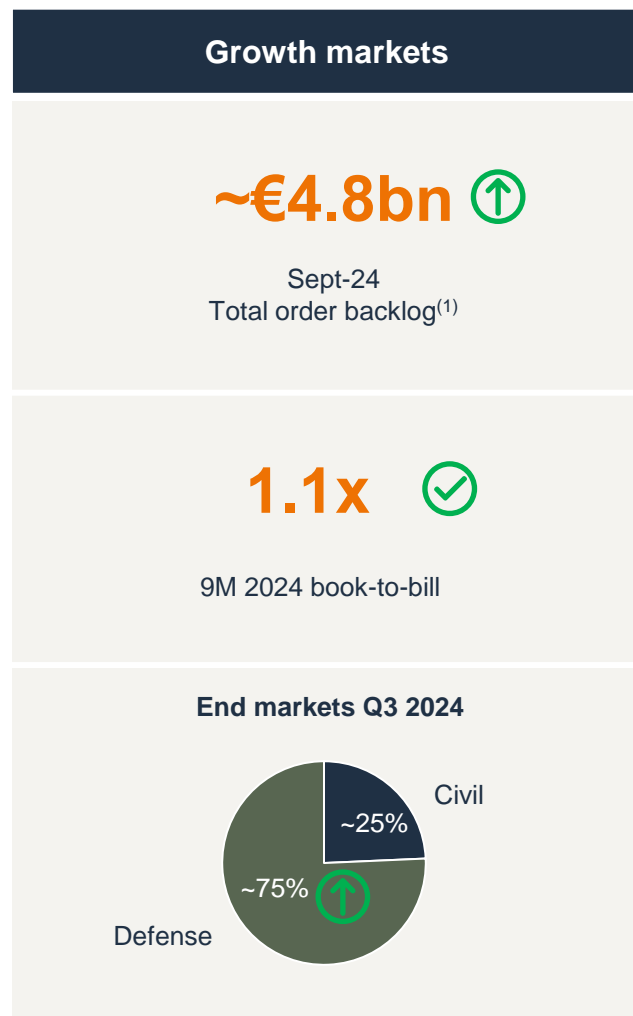 Growth markets
~€4.8bn
Sept-24
Total order backlog(1)
1.1x
9M 2024 book-to-bill
End markets Q3 2024
Civil
~25%
~75%
Defense